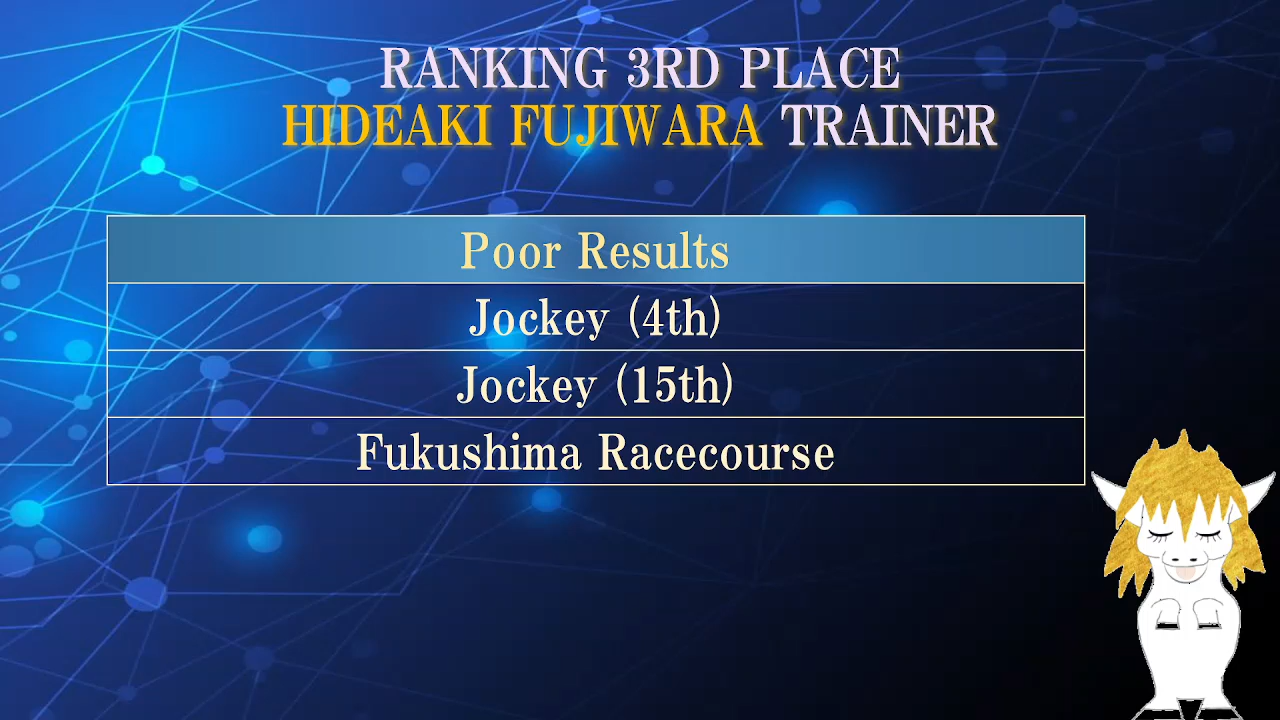 RANKING 3RD PLACE
HIDEAKI FUJIWARA TRAINER
Poor Results
Jockey (4th)
Jockey (15th)
Fukushima Racecourse